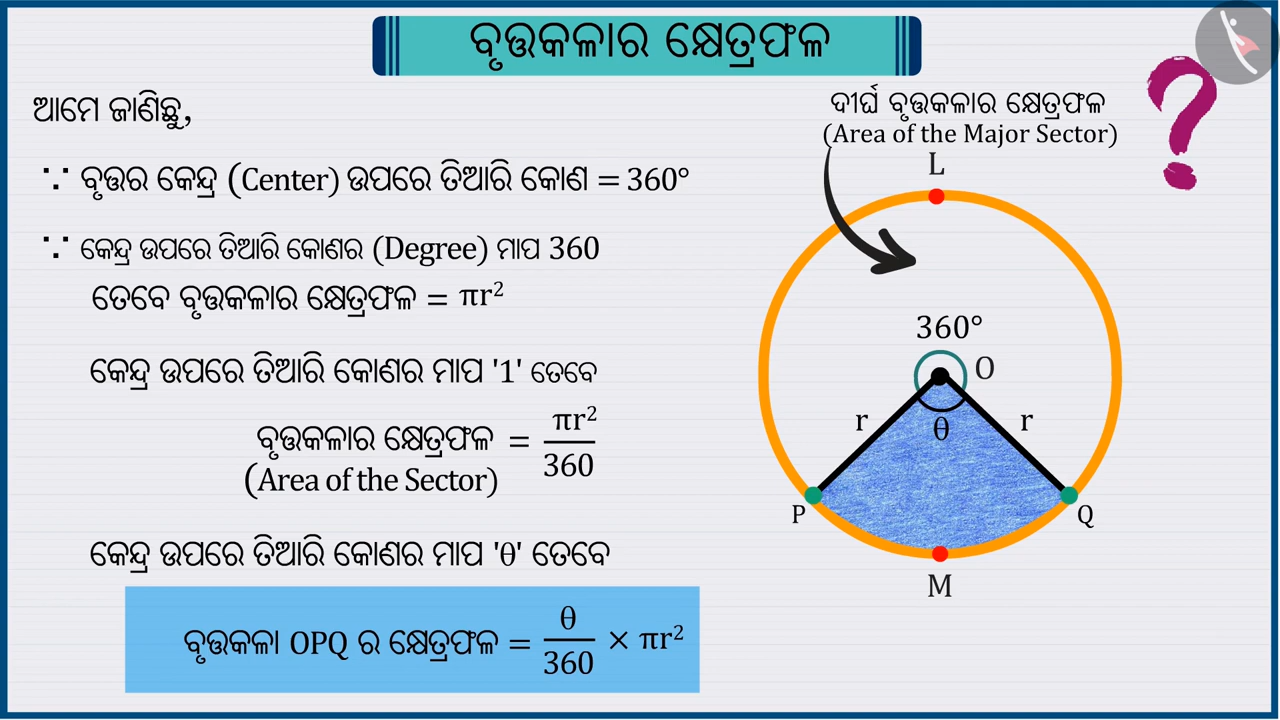 ବୃତ୍ତକଳାର କ୍ଷେତ୍ରଫଳ
ଆମେ ଜାଣିଛୁ,
∵ ବୃତ୍ତର କେନ୍ଦ୍ର (Center) ଉପରେ ତିଆରି କୋଣ = 360°
∵ କେନ୍ଦ୍ର ଉପରେ ତିଆରି କୋଣର (Degree) ମାପ 360
ତେବେ ବୃତ୍ତକଳାର କ୍ଷେତ୍ରଫଳ = πr²
କେନ୍ଦ୍ର ଉପରେ ତିଆରି କୋଣର ମାପ '1' ତେବେ
ବୃତ୍ତକଳାର କ୍ଷେତ୍ରଫଳ = πr²/360
(Area of the Sector)
କେନ୍ଦ୍ର ଉପରେ ତିଆରି କୋଣର ମାପ 'θ' ତେବେ
ବୃତ୍ତକଳା OPQ ର କ୍ଷେତ୍ରଫଳ = θ/360 × πr²
ଦୀର୍ଘ ବୃତ୍ତକଳାର କ୍ଷେତ୍ରଫଳ
(Area of the Major Sector)
?
L
360°
O
r θ r
P Q
M